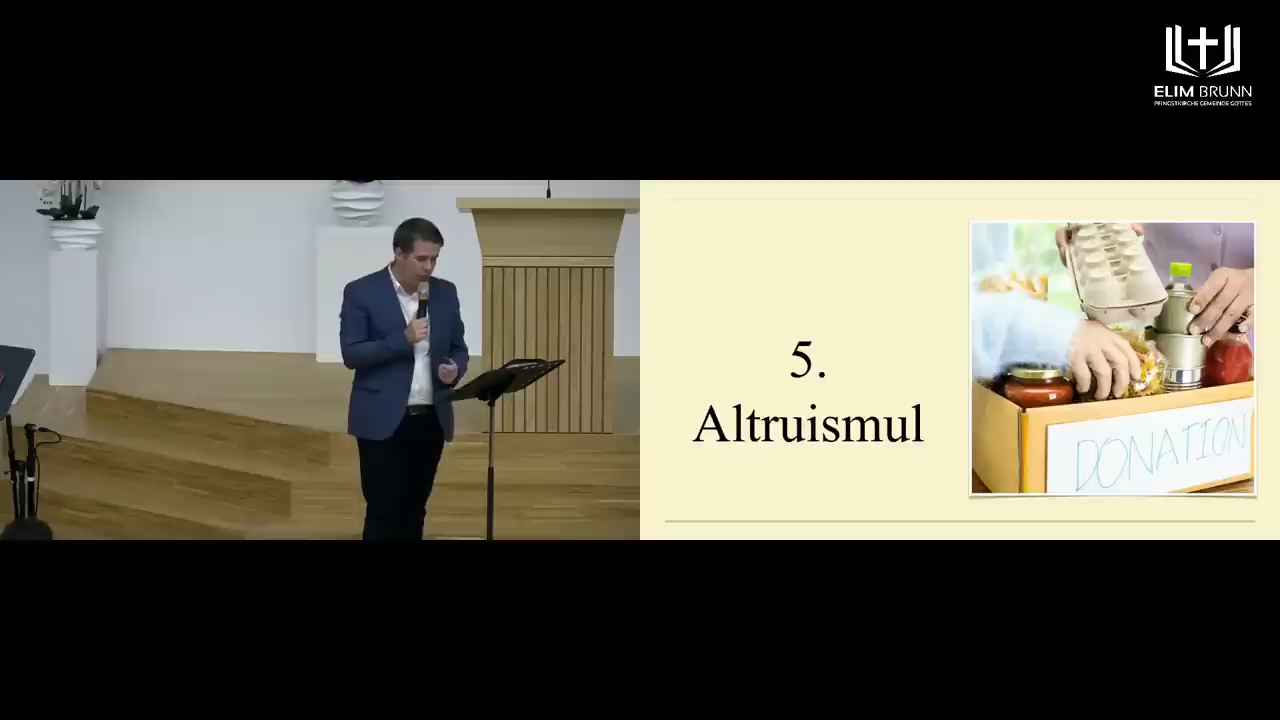 ELIM BRUNN
PFINGSTKIRCHE GEMEINDE GOTTES
5.
Altruismul
DONATION